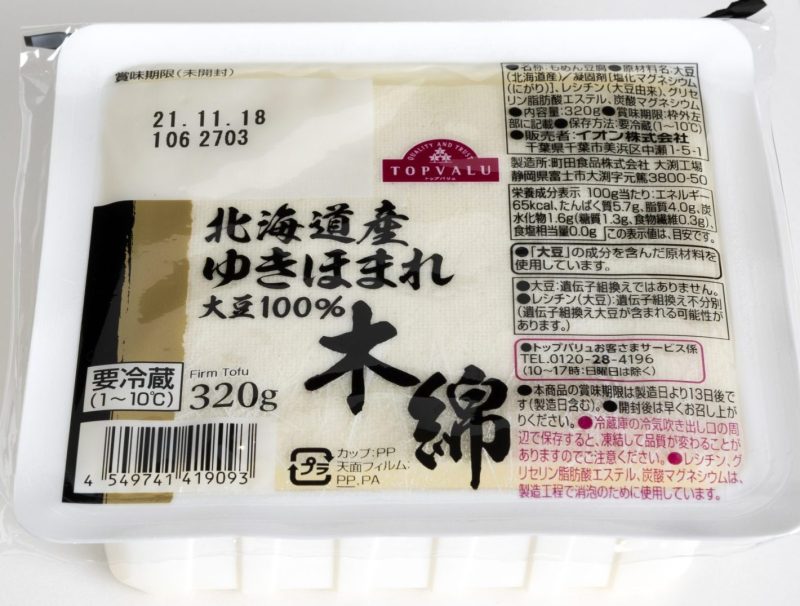 賞味期限(未開封)
21.11.18
106 2703
QUALITY AND TRUST
TOPVALU
トップバリュ
北海道産
ゆきほまれ
大豆100%
木綿
要冷蔵
(1~10℃)
Firm Tofu
320g
4 549741 419093
プラ
カップ:PP
天面フィルム:
PP,PA
●名称:もめん豆腐●原材料名:大豆
(北海道産)/凝固剤[塩化マグネシウム
(にがり)]、レシチン(大豆由来)、グリセ
リン脂肪酸エステル、炭酸マグネシウム
●内容量:320g●賞味期限:枠外左
部に記載●保存方法:要冷蔵(1~10℃)
●販売者:イオン株式会社
千葉県千葉市美浜区中瀬1-5-1
製造所:町田食品株式会社 大渕工場
静岡県富士市大渕字元篤3800-50
栄養成分表示 100g当たり:エネルギー
65kcal、たんぱく質5.7g、脂質4.0g、炭
水化物1.6g(糖質1.3g、食物繊維0.3g)、
食塩相当量0.0g この表示値は、目安です。
●「大豆」の成分を含んだ原材料を
使用しています。
●大豆:遺伝子組換えではありません。
●レシチン(大豆):遺伝子組換え不分別
(遺伝子組換え大豆が含まれる可能性が
あります。)
●トップバリュお客さまサービス係
TEL.0120-28-4196
(10~17時:日曜日は除く)
●本商品の賞味期限は製造日より13日後で
す(製造日含む)。●開封後は早くお召し上が
りください。●冷蔵庫の冷気吹き出し口の周
辺で保存すると、凍結して品質が変わることが
ありますのでご注意ください。●レシチン、グ
リセリン脂肪酸エステル、炭酸マグネシウムは、
製造工程で消泡のために使用しています。